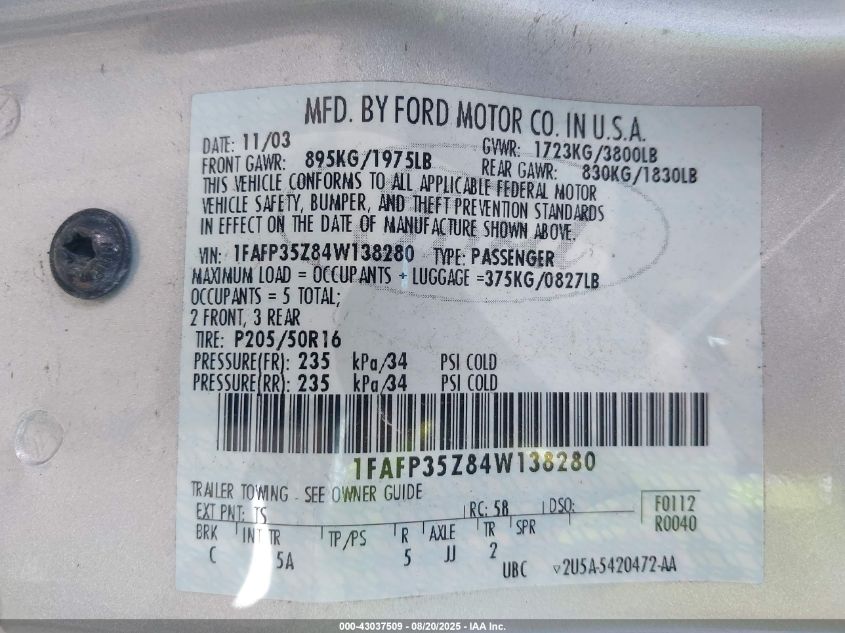 MFD. BY FORD MOTOR CO. IN U.S.A.
DATE: 11/03 GVWR: 1723KG/3800LB
FRONT GAWR: 895KG/1975LB REAR GAWR: 830KG/1830LB
THIS VEHICLE CONFORMS TO ALL APPLICABLE FEDERAL MOTOR
VEHICLE SAFETY, BUMPER, AND THEFT PREVENTION STANDARDS
IN EFFECT ON THE DATE OF MANUFACTURE SHOWN ABOVE.
VIN: 1FAFP35Z84W138280 TYPE: PASSENGER
MAXIMUM LOAD = OCCUPANTS + LUGGAGE =375KG/0827LB
OCCUPANTS = 5 TOTAL;
2 FRONT, 3 REAR
TIRE: P205/50R16
PRESSURE(FR): 235 kPa/34 PSI COLD
PRESSURE(RR): 235 kPa/34 PSI COLD
1FAFP35Z84W138280
TRAILER TOWING - SEE OWNER GUIDE
EXT PNT: TS RC: 58 DSO: F0112
R0040
BRK INT TR TP/PS R AXLE TR SPR
C 5A 5 JJ 2
UBC 2U5A-5420472-AA
000-43037509 - 08/20/2025 - IAA Inc.